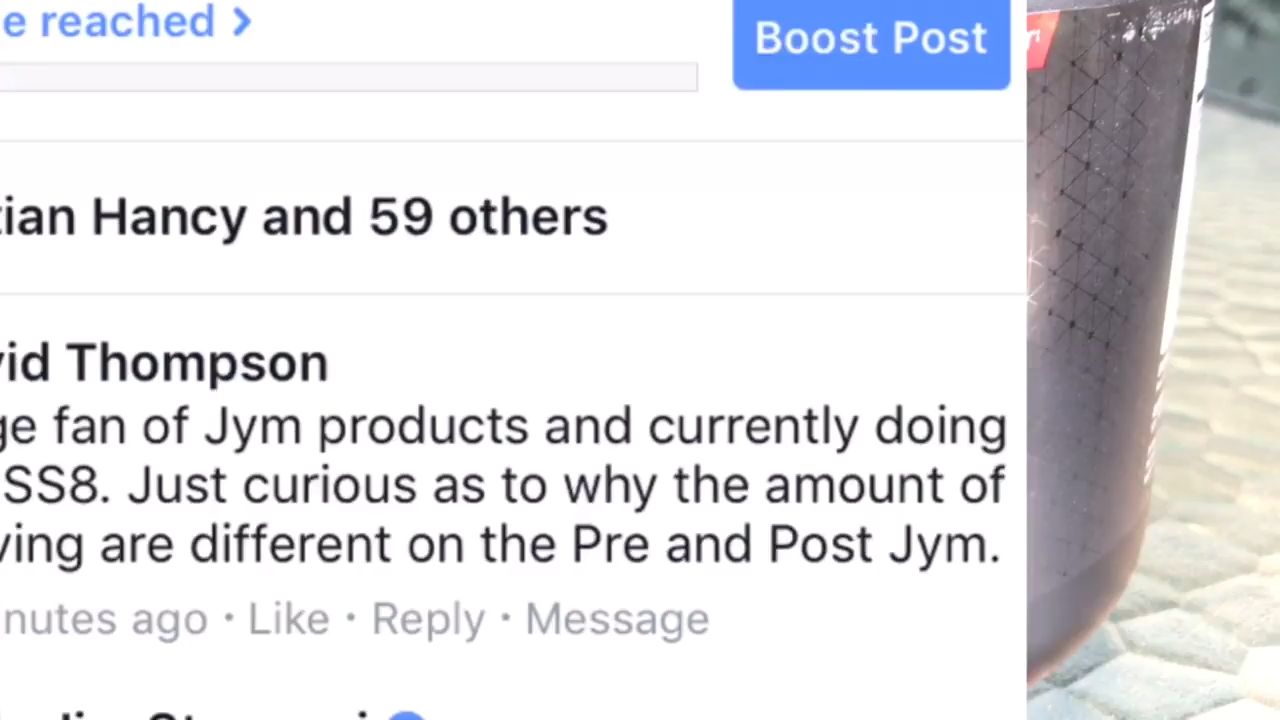 e reached >
Boost Post
tian Hancy and 59 others
vid Thompson
ge fan of Jym products and currently doing
SS8. Just curious as to why the amount of
ving are different on the Pre and Post Jym.
nutes ago · Like · Reply · Message